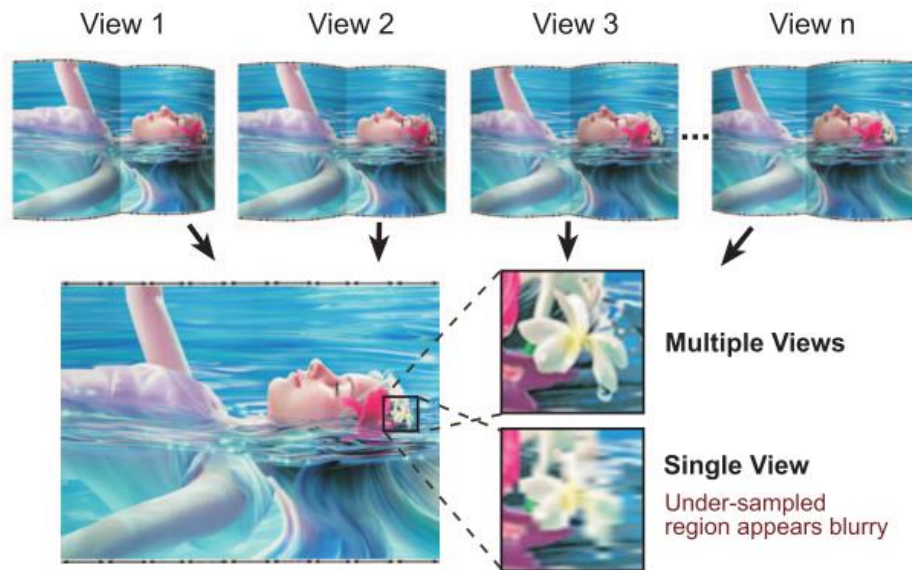 View 1
View 2
View 3
View n
...
Multiple Views
Single View
Under-sampled
region appears blurry